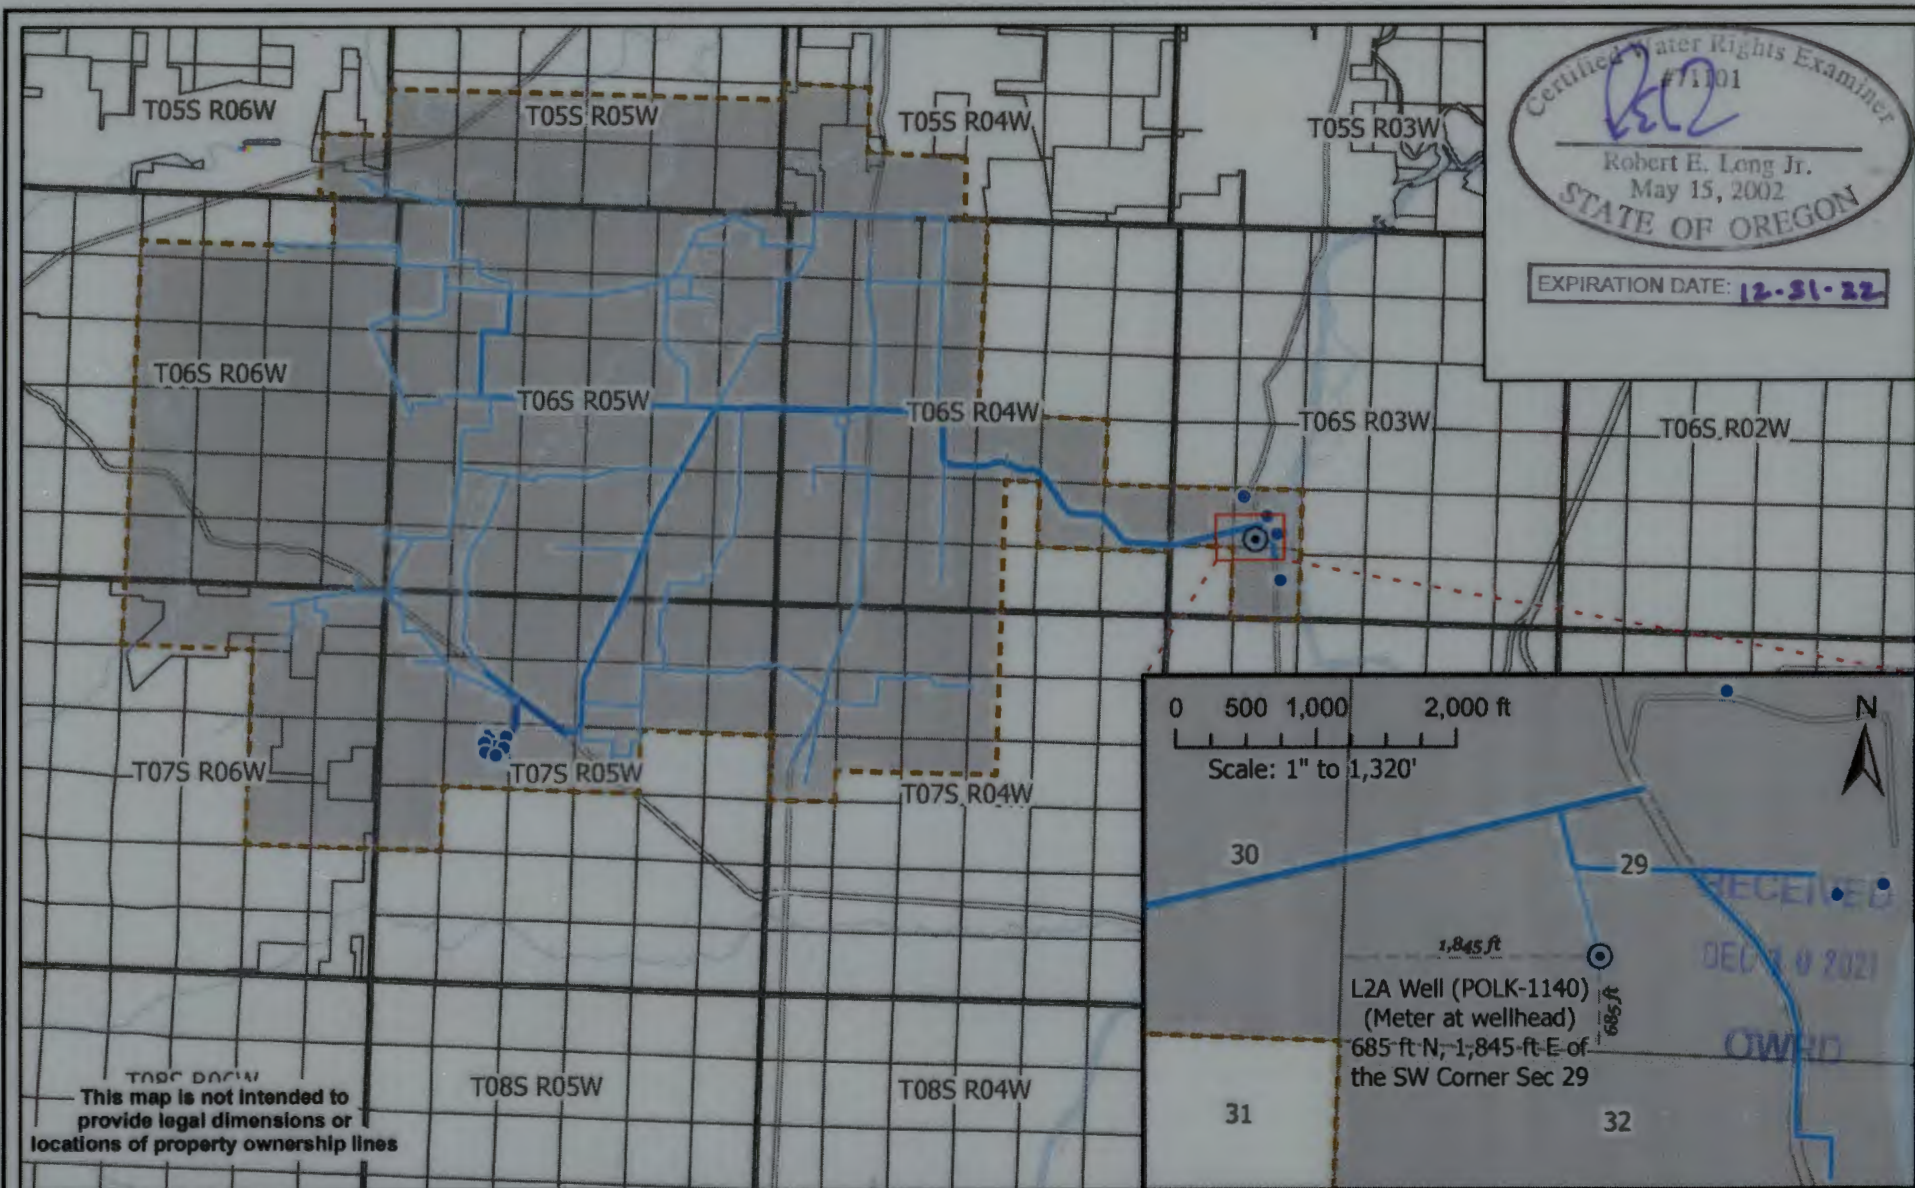 T05S R06W
T05S R05W
T05S R04W
T05S R03W
Certified Water Rights Examiner
#71101
Robert E. Long Jr.
May 15, 2002
STATE OF OREGON
EXPIRATION DATE: 12-31-22
T06S R06W
T06S R05W
T06S R04W
T06S R03W
T06S R02W
T07S R06W
T07S R05W
T07S R04W
T08S R05W
T08S R04W
This map is not intended to
provide legal dimensions or
locations of property ownership lines
0 500 1,000 2,000 ft
Scale: 1" to 1,320'
N
30
29
RECEIVED
DEC 2021
OWRD
1,845 ft
685 ft
L2A Well (POLK-1140)
(Meter at wellhead)
685 ft N, 1,845 ft E of
the SW Corner Sec 29
31
32